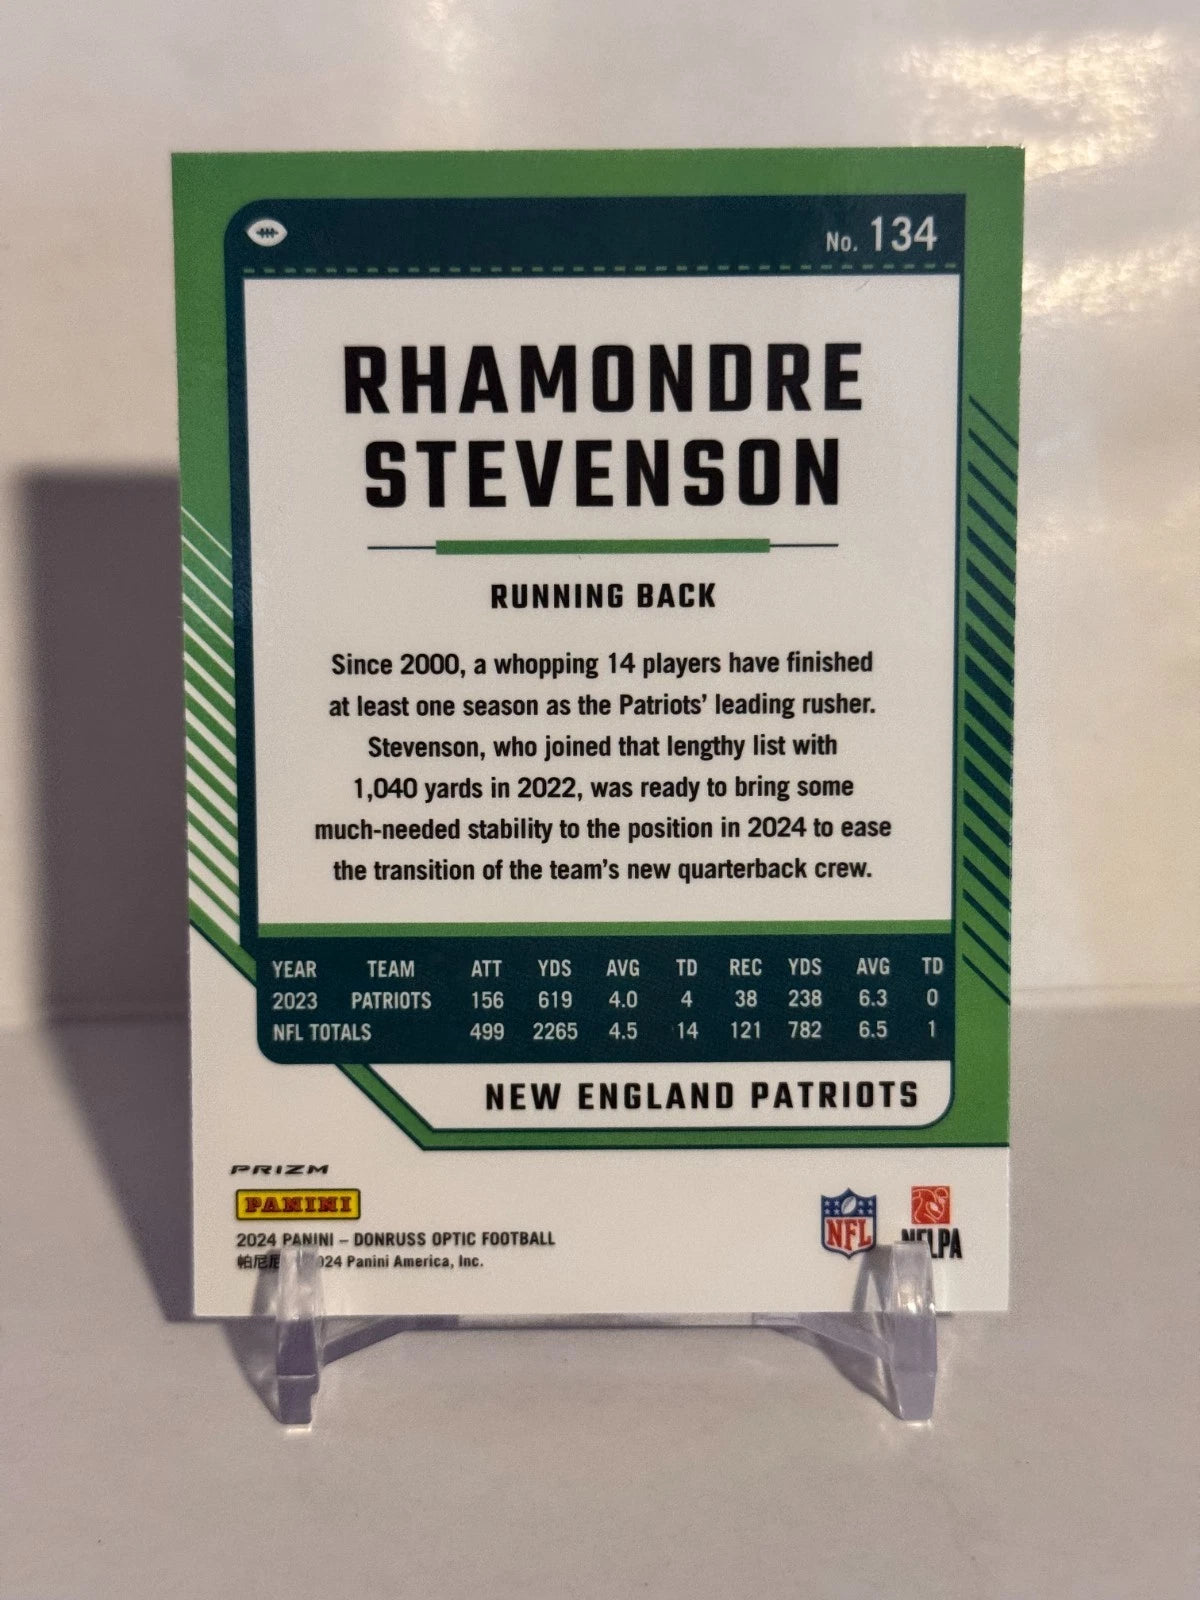 No. 134
RHAMONDRE
STEVENSON
RUNNING BACK
Since 2000, a whopping 14 players have finished
at least one season as the Patriots' leading rusher.
Stevenson, who joined that lengthy list with
1,040 yards in 2022, was ready to bring some
much-needed stability to the position in 2024 to ease
the transition of the team's new quarterback crew.
YEAR TEAM ATT YDS AVG TD REC YDS AVG TD
2023 PATRIOTS 156 619 4.0 4 38 238 6.3 0
NFL TOTALS 499 2265 4.5 14 121 782 6.5 1
NEW ENGLAND PATRIOTS
PRIZM
PANINI
2024 PANINI – DONRUSS OPTIC FOOTBALL
帕尼尼 Panini America, Inc.
NFL
NFLPA